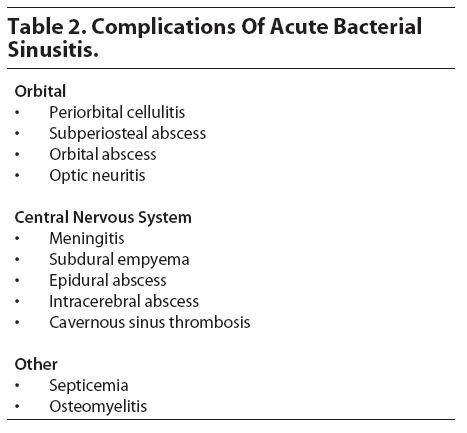 Table 2. Complications Of Acute Bacterial
Sinusitis.
Orbital
• Periorbital cellulitis
• Subperiosteal abscess
• Orbital abscess
• Optic neuritis
Central Nervous System
• Meningitis
• Subdural empyema
• Epidural abscess
• Intracerebral abscess
• Cavernous sinus thrombosis
Other
• Septicemia
• Osteomyelitis